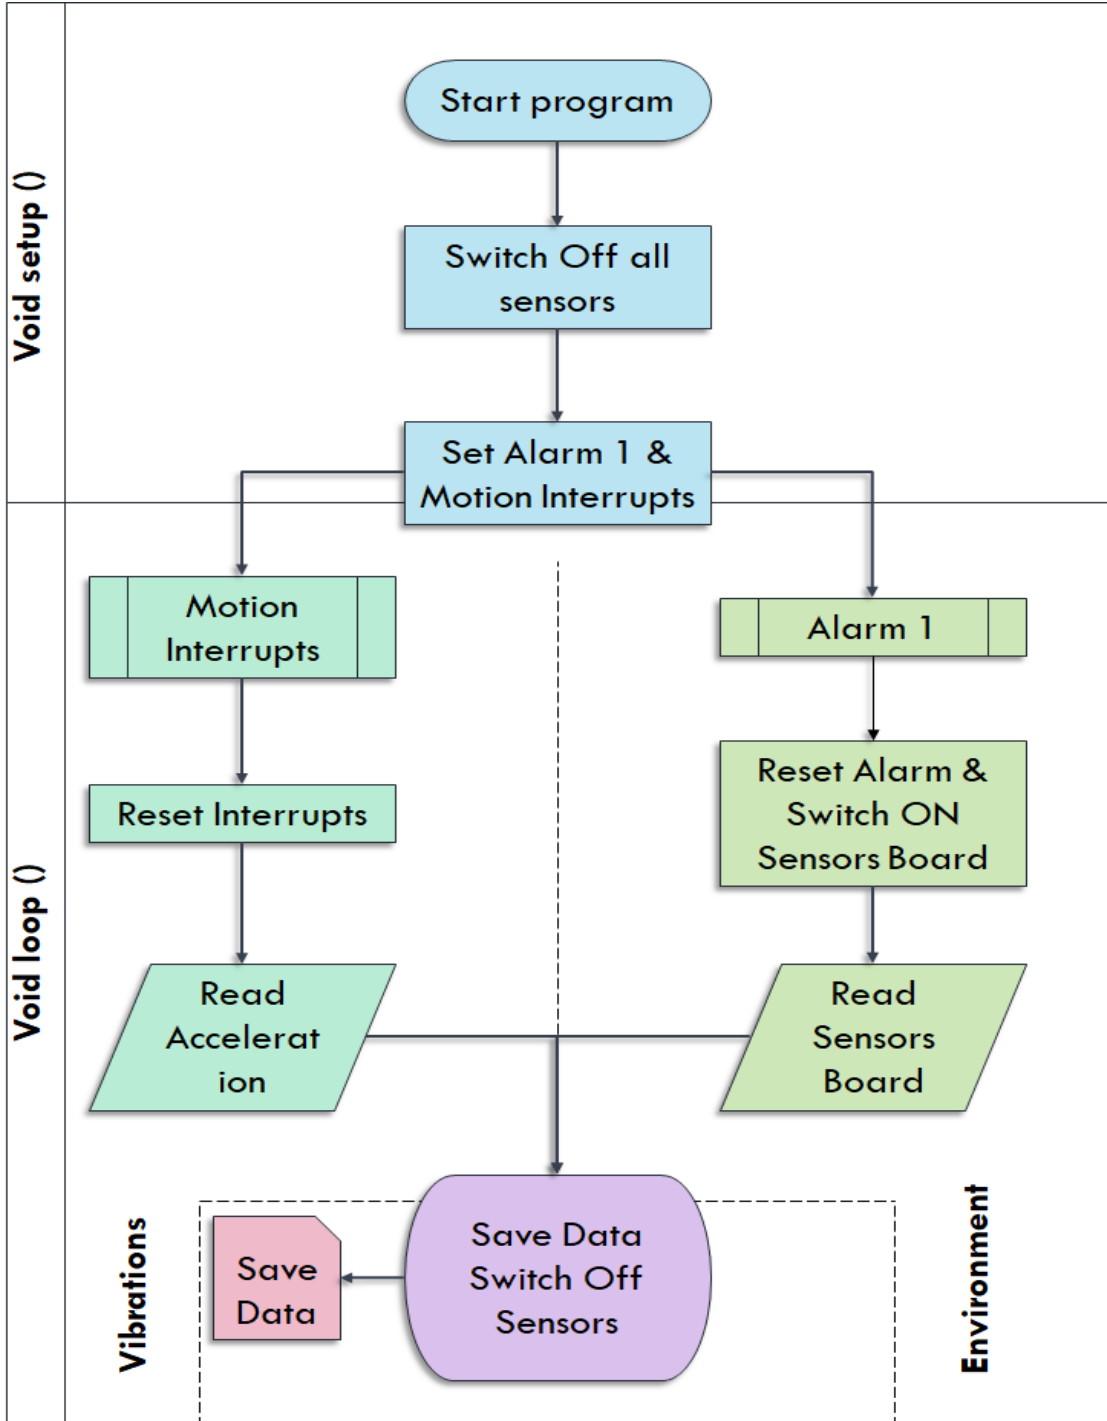 Void setup ()
Start program
Switch Off all
sensors
Set Alarm 1 &
Motion Interrupts
Void loop ()
Motion
Interrupts
Reset Interrupts
Read
Accelerat
ion
Alarm 1
Reset Alarm &
Switch ON
Sensors Board
Read
Sensors
Board
Vibrations
Save
Data
Save Data
Switch Off
Sensors
Environment